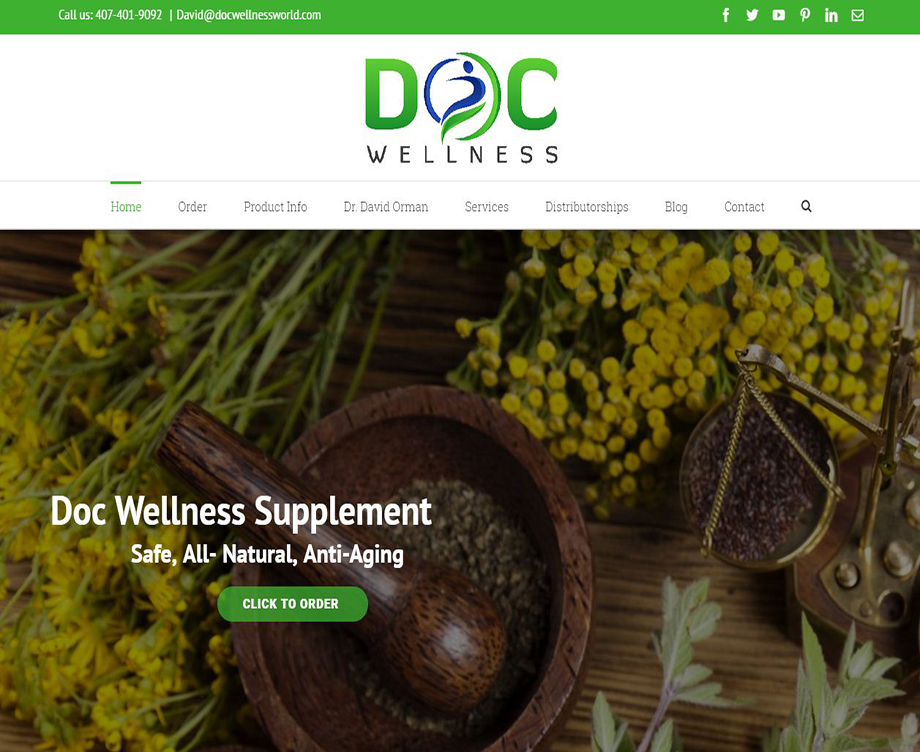 Call us: 407-401-9092 | David@docwellnessworld.com
DOC
WELLNESS
Home Order Product Info Dr. David Orman Services Distributorships Blog Contact
Doc Wellness Supplement
Safe, All- Natural, Anti-Aging
CLICK TO ORDER